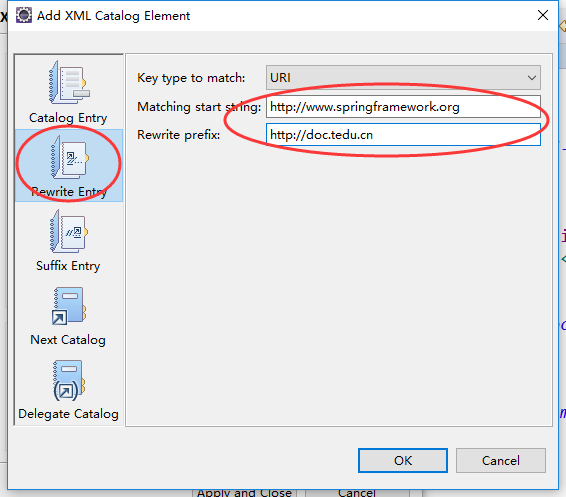 Add XML Catalog Element
Catalog Entry
Rewrite Entry
Suffix Entry
Next Catalog
Delegate Catalog
Key type to match: URI
Matching start string: http://www.springframework.org
Rewrite prefix: http://doc.tedu.cn
OK Cancel
Apply and Close Cancel